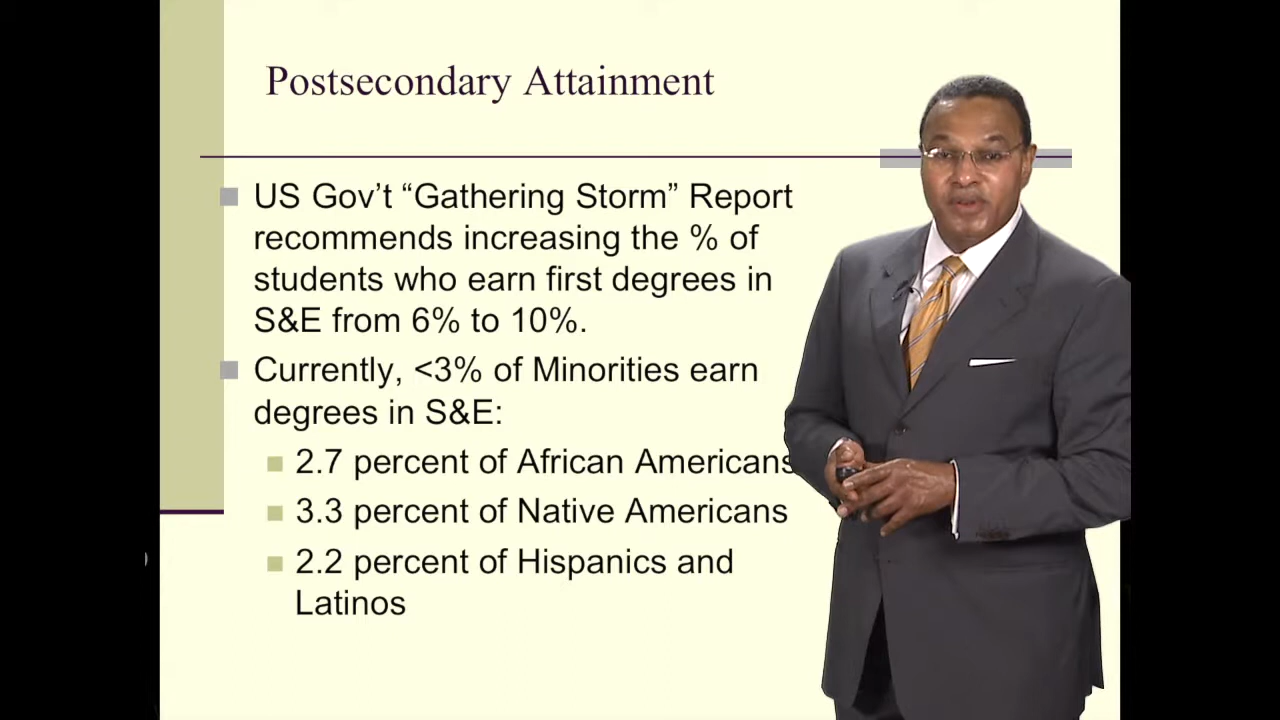 Postsecondary Attainment
US Gov’t “Gathering Storm” Report
recommends increasing the % of
students who earn first degrees in
S&E from 6% to 10%.
Currently, <3% of Minorities earn
degrees in S&E:
2.7 percent of African Americans
3.3 percent of Native Americans
2.2 percent of Hispanics and
Latinos